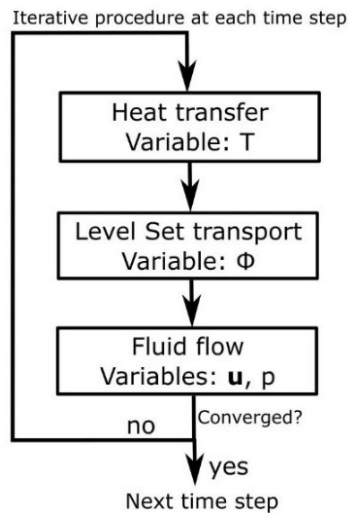 Iterative procedure at each time step
Heat transfer
Variable: T
Level Set transport
Variable: Φ
Fluid flow
Variables: u, p
Converged?
no
yes
Next time step